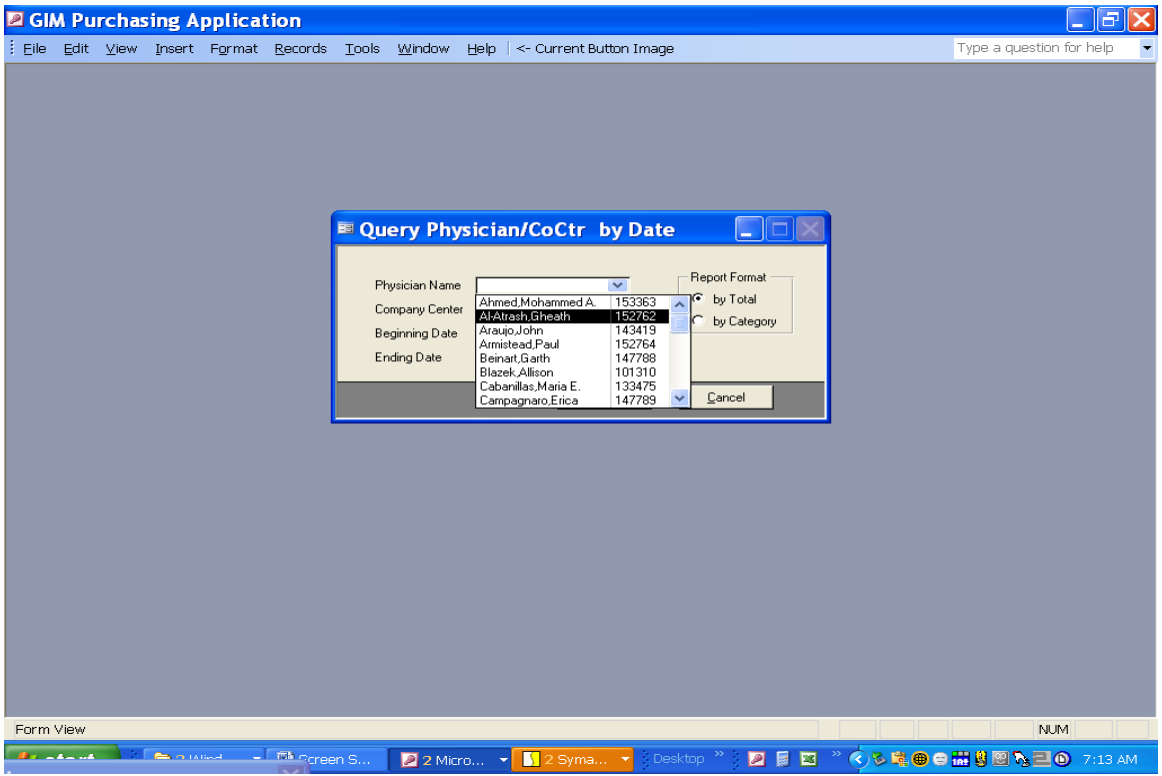 GIM Purchasing Application
File Edit View Insert Format Records Tools Window Help <- Current Button Image Type a question for help
Query Physician/CoCtr by Date
Physician Name
Company Center
Beginning Date
Ending Date
Ahmed,Mohammed A. 153363
Al-Atrash,Gheath 152762
Araujo,John 143419
Armistead,Paul 152764
Beinart,Garth 147788
Blazek,Allison 101310
Cabanillas,Maria E. 133475
Campagnaro,Erica 147789
Report Format
by Total
by Category
Cancel
Form View NUM
2 Wind... Screen S... 2 Micro... 2 Syma... Desktop » » 7:13 AM